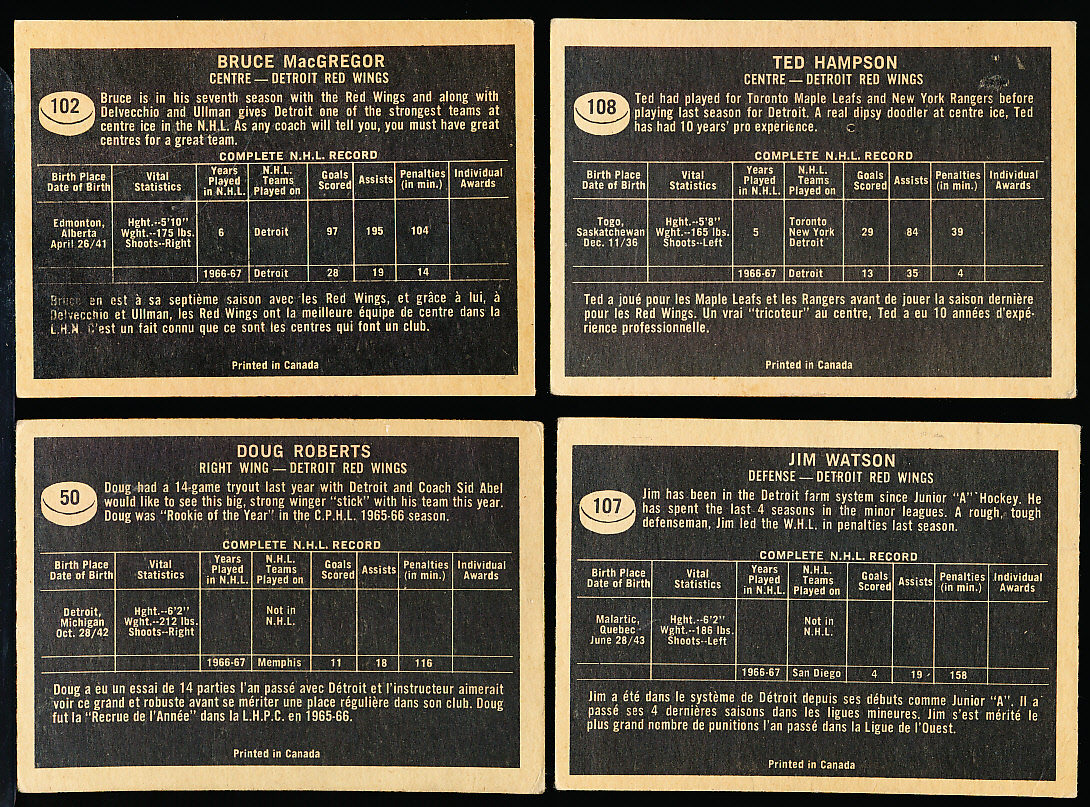 BRUCE MacGREGOR
CENTRE — DETROIT RED WINGS
102
Bruce is in his seventh season with the Red Wings and along with
Delvecchio and Ullman gives Detroit one of the strongest teams at
centre ice in the N.H.L. As any coach will tell you, you must have great
centres for a great team.
COMPLETE N.H.L. RECORD
Birth Place Date of Birth | Vital Statistics | Years Played in N.H.L. | N.H.L. Teams Played on | Goals Scored | Assists | Penalties (in min.) | Individual Awards
Edmonton, Alberta April 26/41 | Hght.--5'10" Wght.--175 lbs. Shoots--Right | 6 | Detroit | 97 | 195 | 104
1966-67 | Detroit | 28 | 19 | 14
Bruce en est à sa septième saison avec les Red Wings, et grâce à lui, à
Delvecchio et Ullman, les Red Wings ont la meilleure équipe de centre dans la
L.H.N. C'est un fait connu que ce sont les centres qui font un club.
Printed in Canada
TED HAMPSON
CENTRE — DETROIT RED WINGS
108
Ted had played for Toronto Maple Leafs and New York Rangers before
playing last season for Detroit. A real dipsy doodler at centre ice, Ted
has had 10 years' pro experience.
COMPLETE N.H.L. RECORD
Birth Place Date of Birth | Vital Statistics | Years Played in N.H.L. | N.H.L. Teams Played on | Goals Scored | Assists | Penalties (in min.) | Individual Awards
Togo, Saskatchewan Dec. 11/36 | Hght.--5'8" Wght.--165 lbs. Shoots--Left | 5 | Toronto New York Detroit | 29 | 84 | 39
1966-67 | Detroit | 13 | 35 | 4
Ted a joué pour les Maple Leafs et les Rangers avant de jouer la saison dernière
pour les Red Wings. Un vrai "tricoteur" au centre, Ted a eu 10 années d'expé-
rience professionnelle.
Printed in Canada
DOUG ROBERTS
RIGHT WING — DETROIT RED WINGS
50
Doug had a 14-game tryout last year with Detroit and Coach Sid Abel
would like to see this big, strong winger "stick" with his team this year.
Doug was "Rookie of the Year" in the C.P.H.L. 1965-66 season.
COMPLETE N.H.L. RECORD
Birth Place Date of Birth | Vital Statistics | Years Played in N.H.L. | N.H.L. Teams Played on | Goals Scored | Assists | Penalties (in min.) | Individual Awards
Detroit, Michigan Oct. 28/42 | Hght.--6'2" Wght.--212 lbs. Shoots--Right | Not in N.H.L.
1966-67 | Memphis | 11 | 18 | 116
Doug a eu un essai de 14 parties l'an passé avec Détroit et l'instructeur aimerait
voir ce grand et robuste avant se mériter une place régulière dans son club. Doug
fut la "Recrue de l'Année" dans la L.H.P.C. en 1965-66.
Printed in Canada
JIM WATSON
DEFENSE — DETROIT RED WINGS
107
Jim has been in the Detroit farm system since Junior "A" Hockey. He
has spent the last 4 seasons in the minor leagues. A rough, tough
defenseman, Jim led the W.H.L. in penalties last season.
COMPLETE N.H.L. RECORD
Birth Place Date of Birth | Vital Statistics | Years Played in N.H.L. | N.H.L. Teams Played on | Goals Scored | Assists | Penalties (in min.) | Individual Awards
Malartic, Quebec June 28/43 | Hght.--6'2" Wght.--186 lbs. Shoots--Left | Not in N.H.L.
1966-67 | San Diego | 4 | 19 | 158
Jim a été dans le système de Détroit depuis ses débuts comme Junior "A". Il a
passé ses 4 dernières saisons dans les ligues mineures. Jim s'est mérité le
plus grand nombre de punitions l'an passé dans la Ligue de l'Ouest.
Printed in Canada